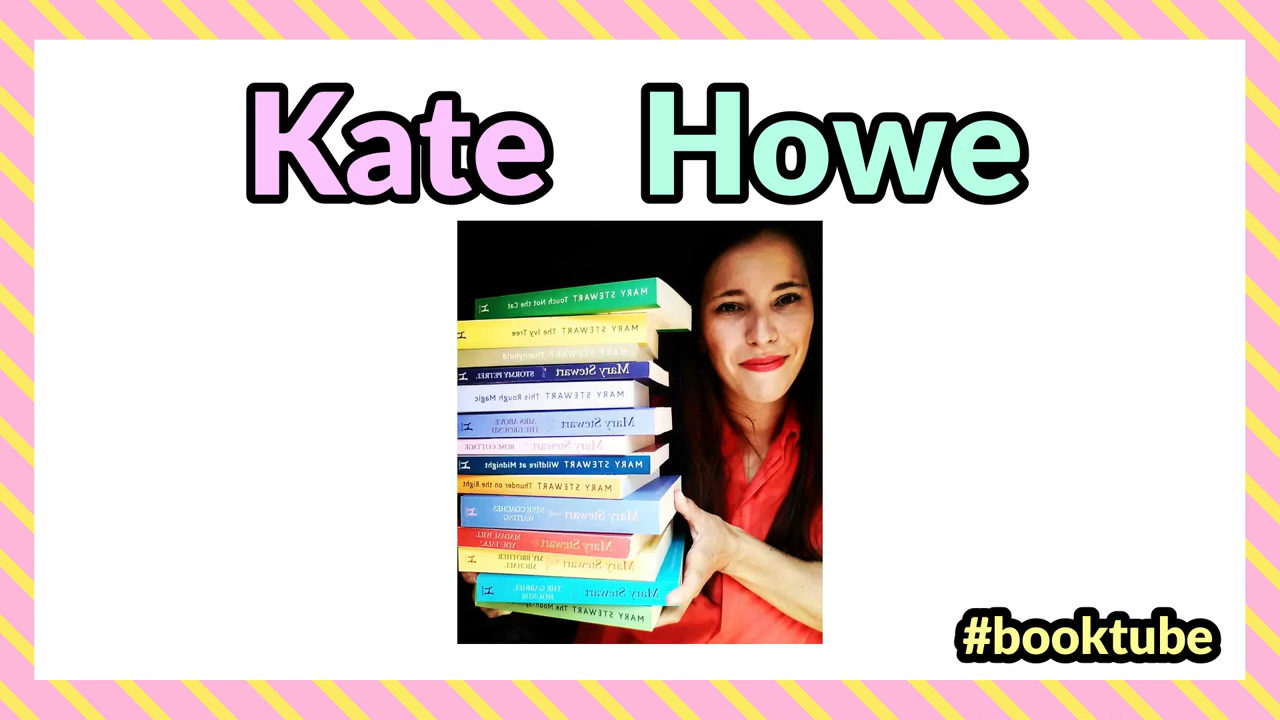 Kate Howe
MARY STEWART Touch Not the Cat
MARY STEWART The Ivy Tree
MARY STEWART Thornyhold
Mary Stewart STORMY PETREL
MARY STEWART This Rough Magic
Mary Stewart AIRS ABOVE
THE GROUND
Mary Stewart ROSE COTTAGE
MARY STEWART Wildfire at Midnight
MARY STEWART Thunder on the Right
Mary Stewart NINE COACHES
WAITING
Mary Stewart MADAM, WILL
YOU TALK?
Mary Stewart MY BROTHER
MICHAEL
Mary Stewart THE GABRIEL
HOUNDS
MARY STEWART The
#booktube